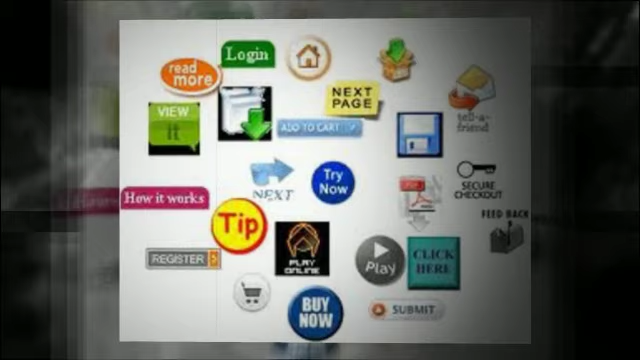 Login
read
more
NEXT
PAGE
VIEW
It
ADD TO CART
tell-a-
friend
NEXT
Try
Now
PDF
SECURE
CHECKOUT
How it works
Tip
FEED BACK
REGISTER
PLAY
ONLINE
Play
CLICK
HERE
BUY
NOW
SUBMIT